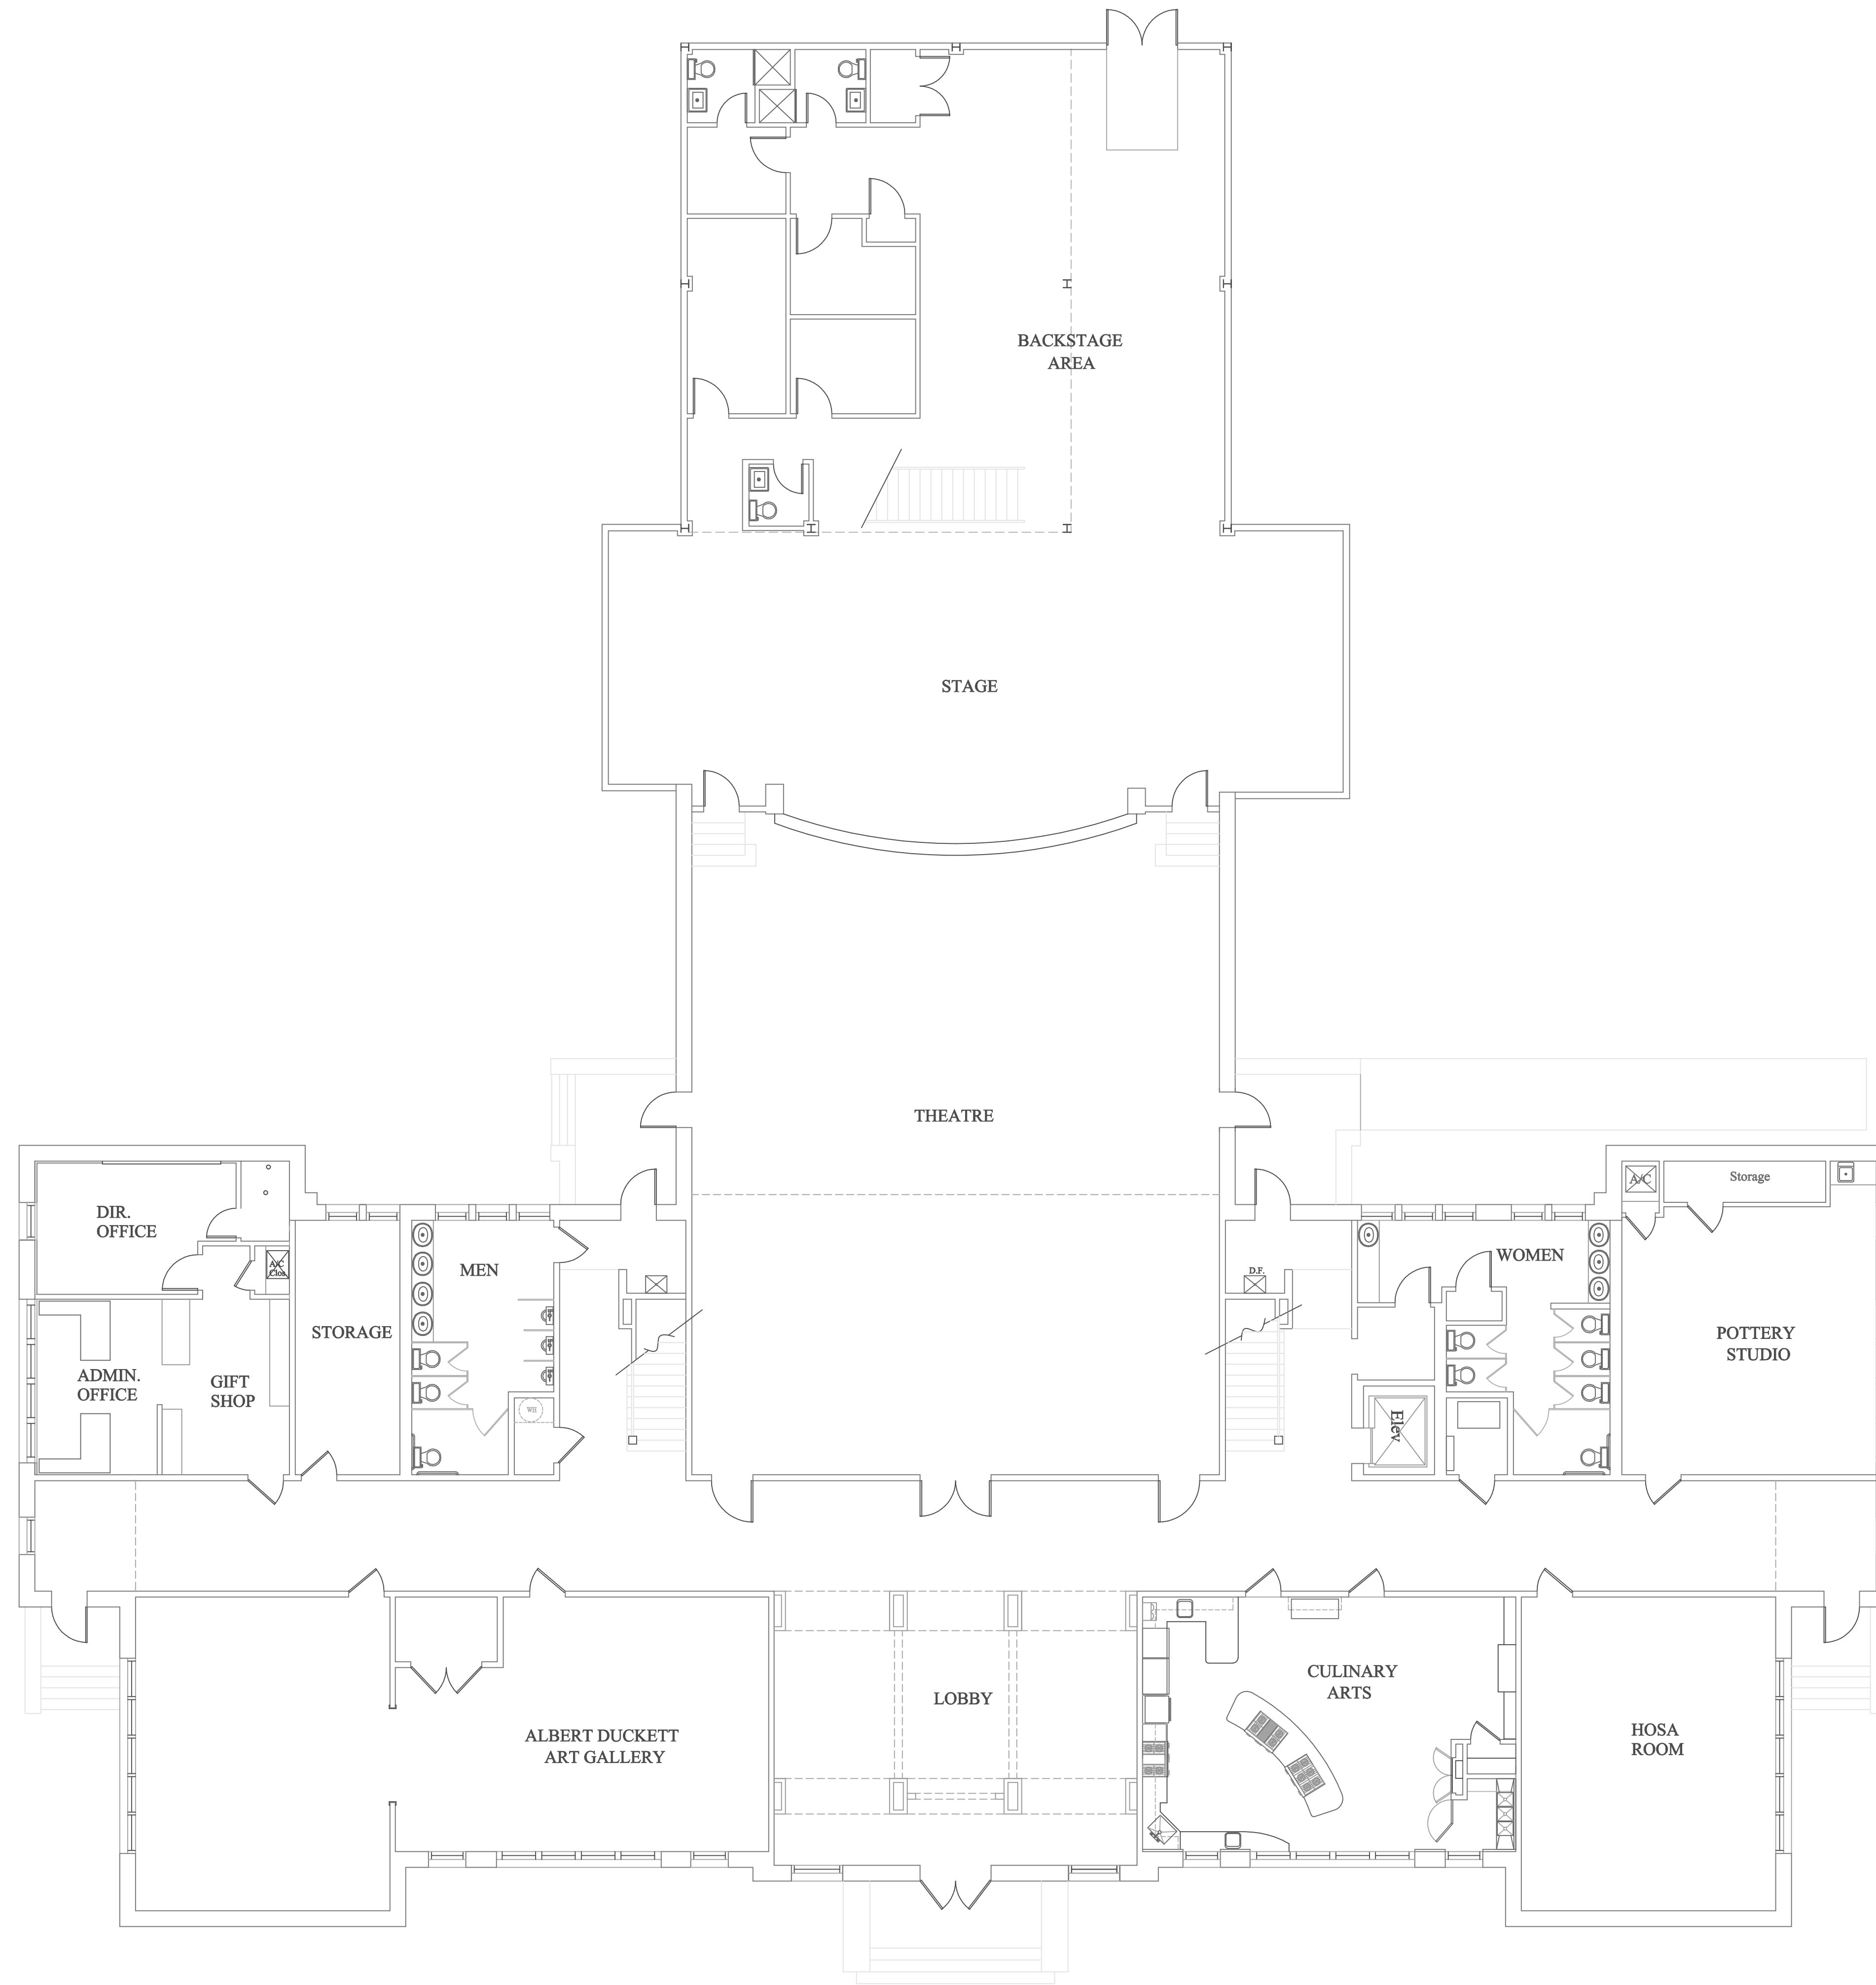 BACKSTAGE
AREA
STAGE
THEATRE
DIR.
OFFICE
A/C
Clos
MEN
STORAGE
ADMIN.
OFFICE
GIFT
SHOP
WH
D.F.
WOMEN
Elev.
A/C
Storage
POTTERY
STUDIO
ALBERT DUCKETT
ART GALLERY
LOBBY
CULINARY
ARTS
HOSA
ROOM